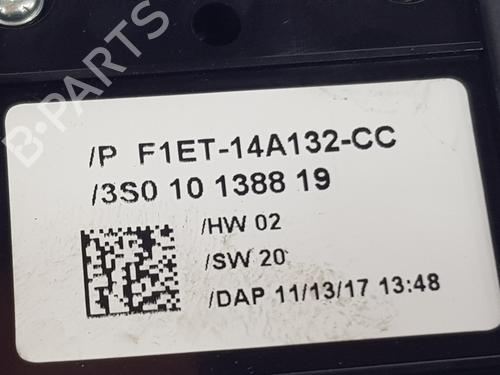 B-PARTS
/P F1ET-14A132-CC
/3S0 10 1388 19
/HW 02
/SW 20
/DAP 11/13/17 13:48